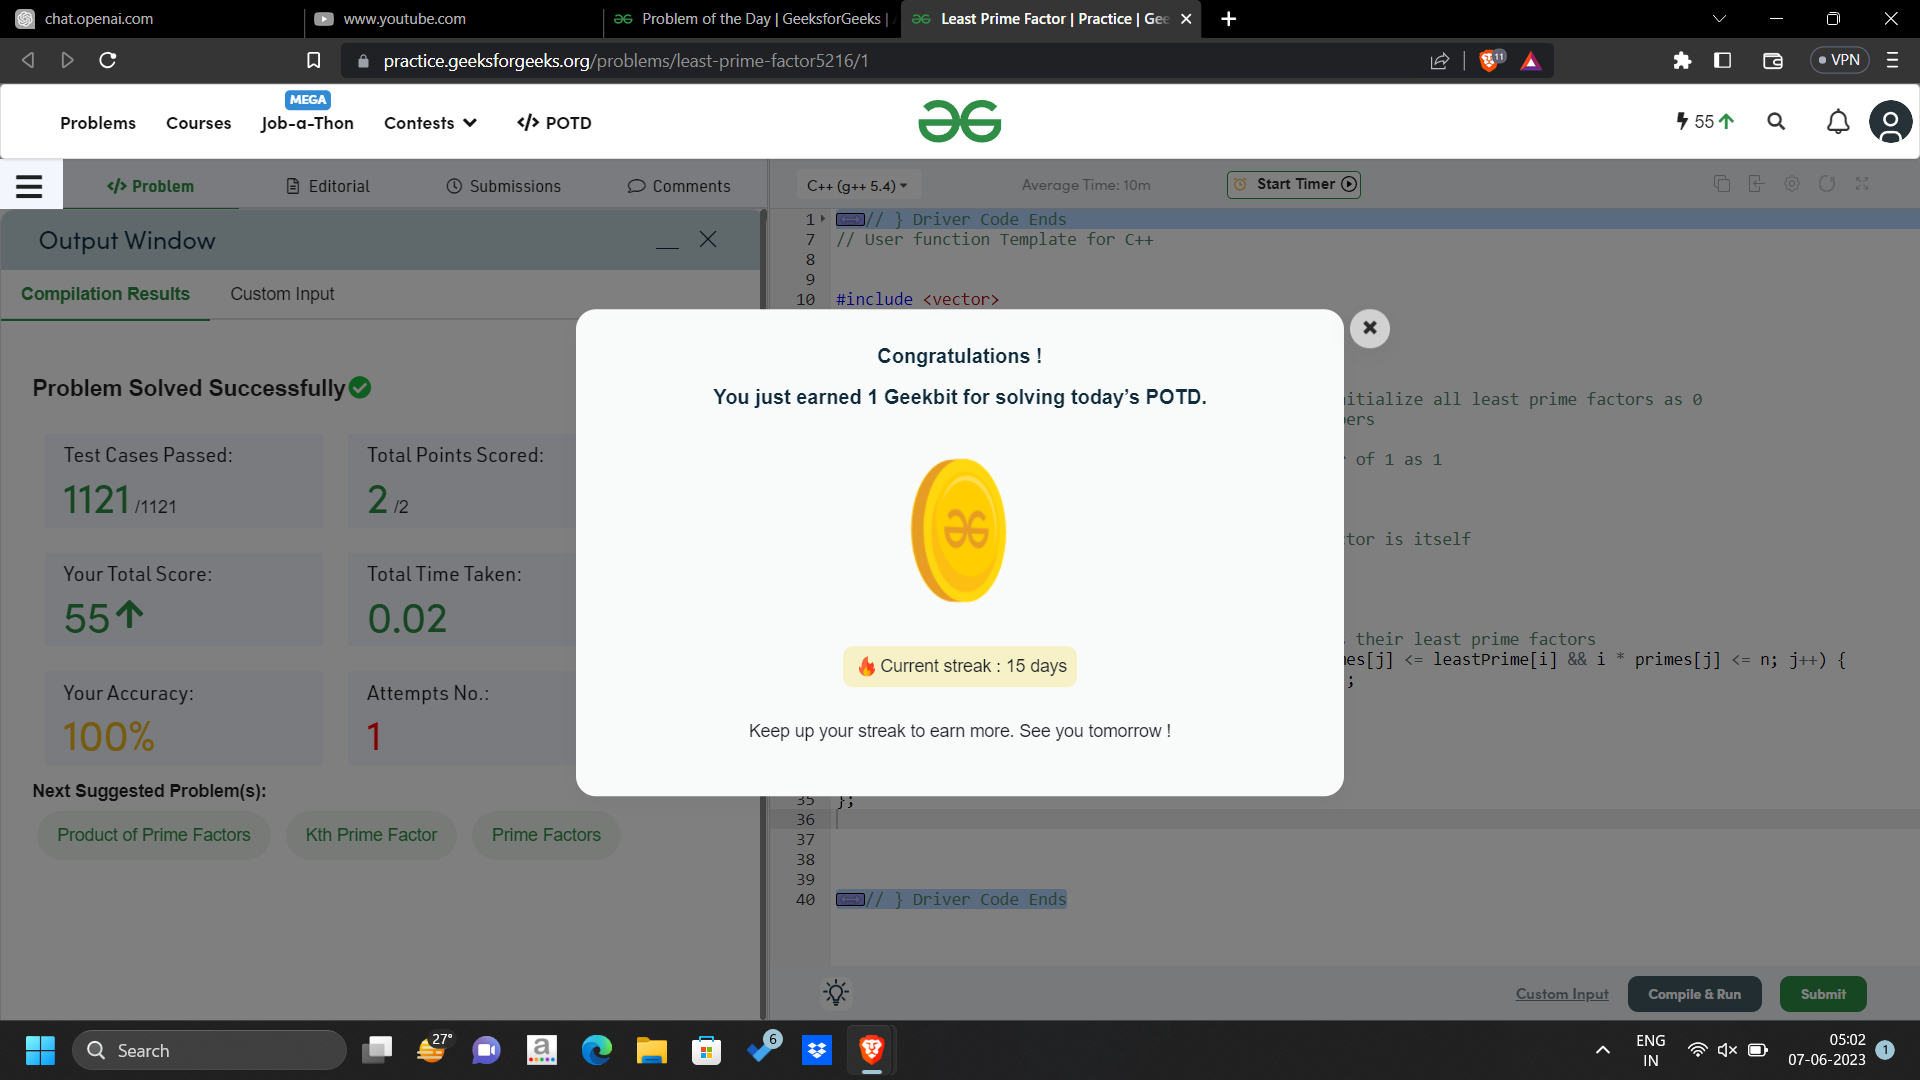 chat.openai.com
www.youtube.com
Problem of the Day | GeeksforGeeks |
Least Prime Factor | Practice | Gee
practice.geeksforgeeks.org/problems/least-prime-factor5216/1
11
VPN
Problems
Courses
MEGA
Job-a-Thon
Contests
</> POTD
55
</> Problem
Editorial
Submissions
Comments
C++ (g++ 5.4)
Average Time: 10m
Start Timer
Output Window
Compilation Results
Custom Input
Problem Solved Successfully
Test Cases Passed:
1121 /1121
Total Points Scored:
2 /2
Your Total Score:
55
Total Time Taken:
0.02
Your Accuracy:
100%
Attempts No.:
1
Next Suggested Problem(s):
Product of Prime Factors
Kth Prime Factor
Prime Factors
1 // } Driver Code Ends
7 // User function Template for C++
8
9
10 #include <vector>
Congratulations !
You just earned 1 Geekbit for solving today’s POTD.
Current streak : 15 days
Keep up your streak to earn more. See you tomorrow !
nitialize all least prime factors as 0
bers
of 1 as 1
ctor is itself
their least prime factors
mes[j] <= leastPrime[i] && i * primes[j] <= n; j++) {
;
35 };
36
37
38
39
40 // } Driver Code Ends
Custom Input
Compile & Run
Submit
Search
27°
a
6
ENG
IN
05:02
07-06-2023
1